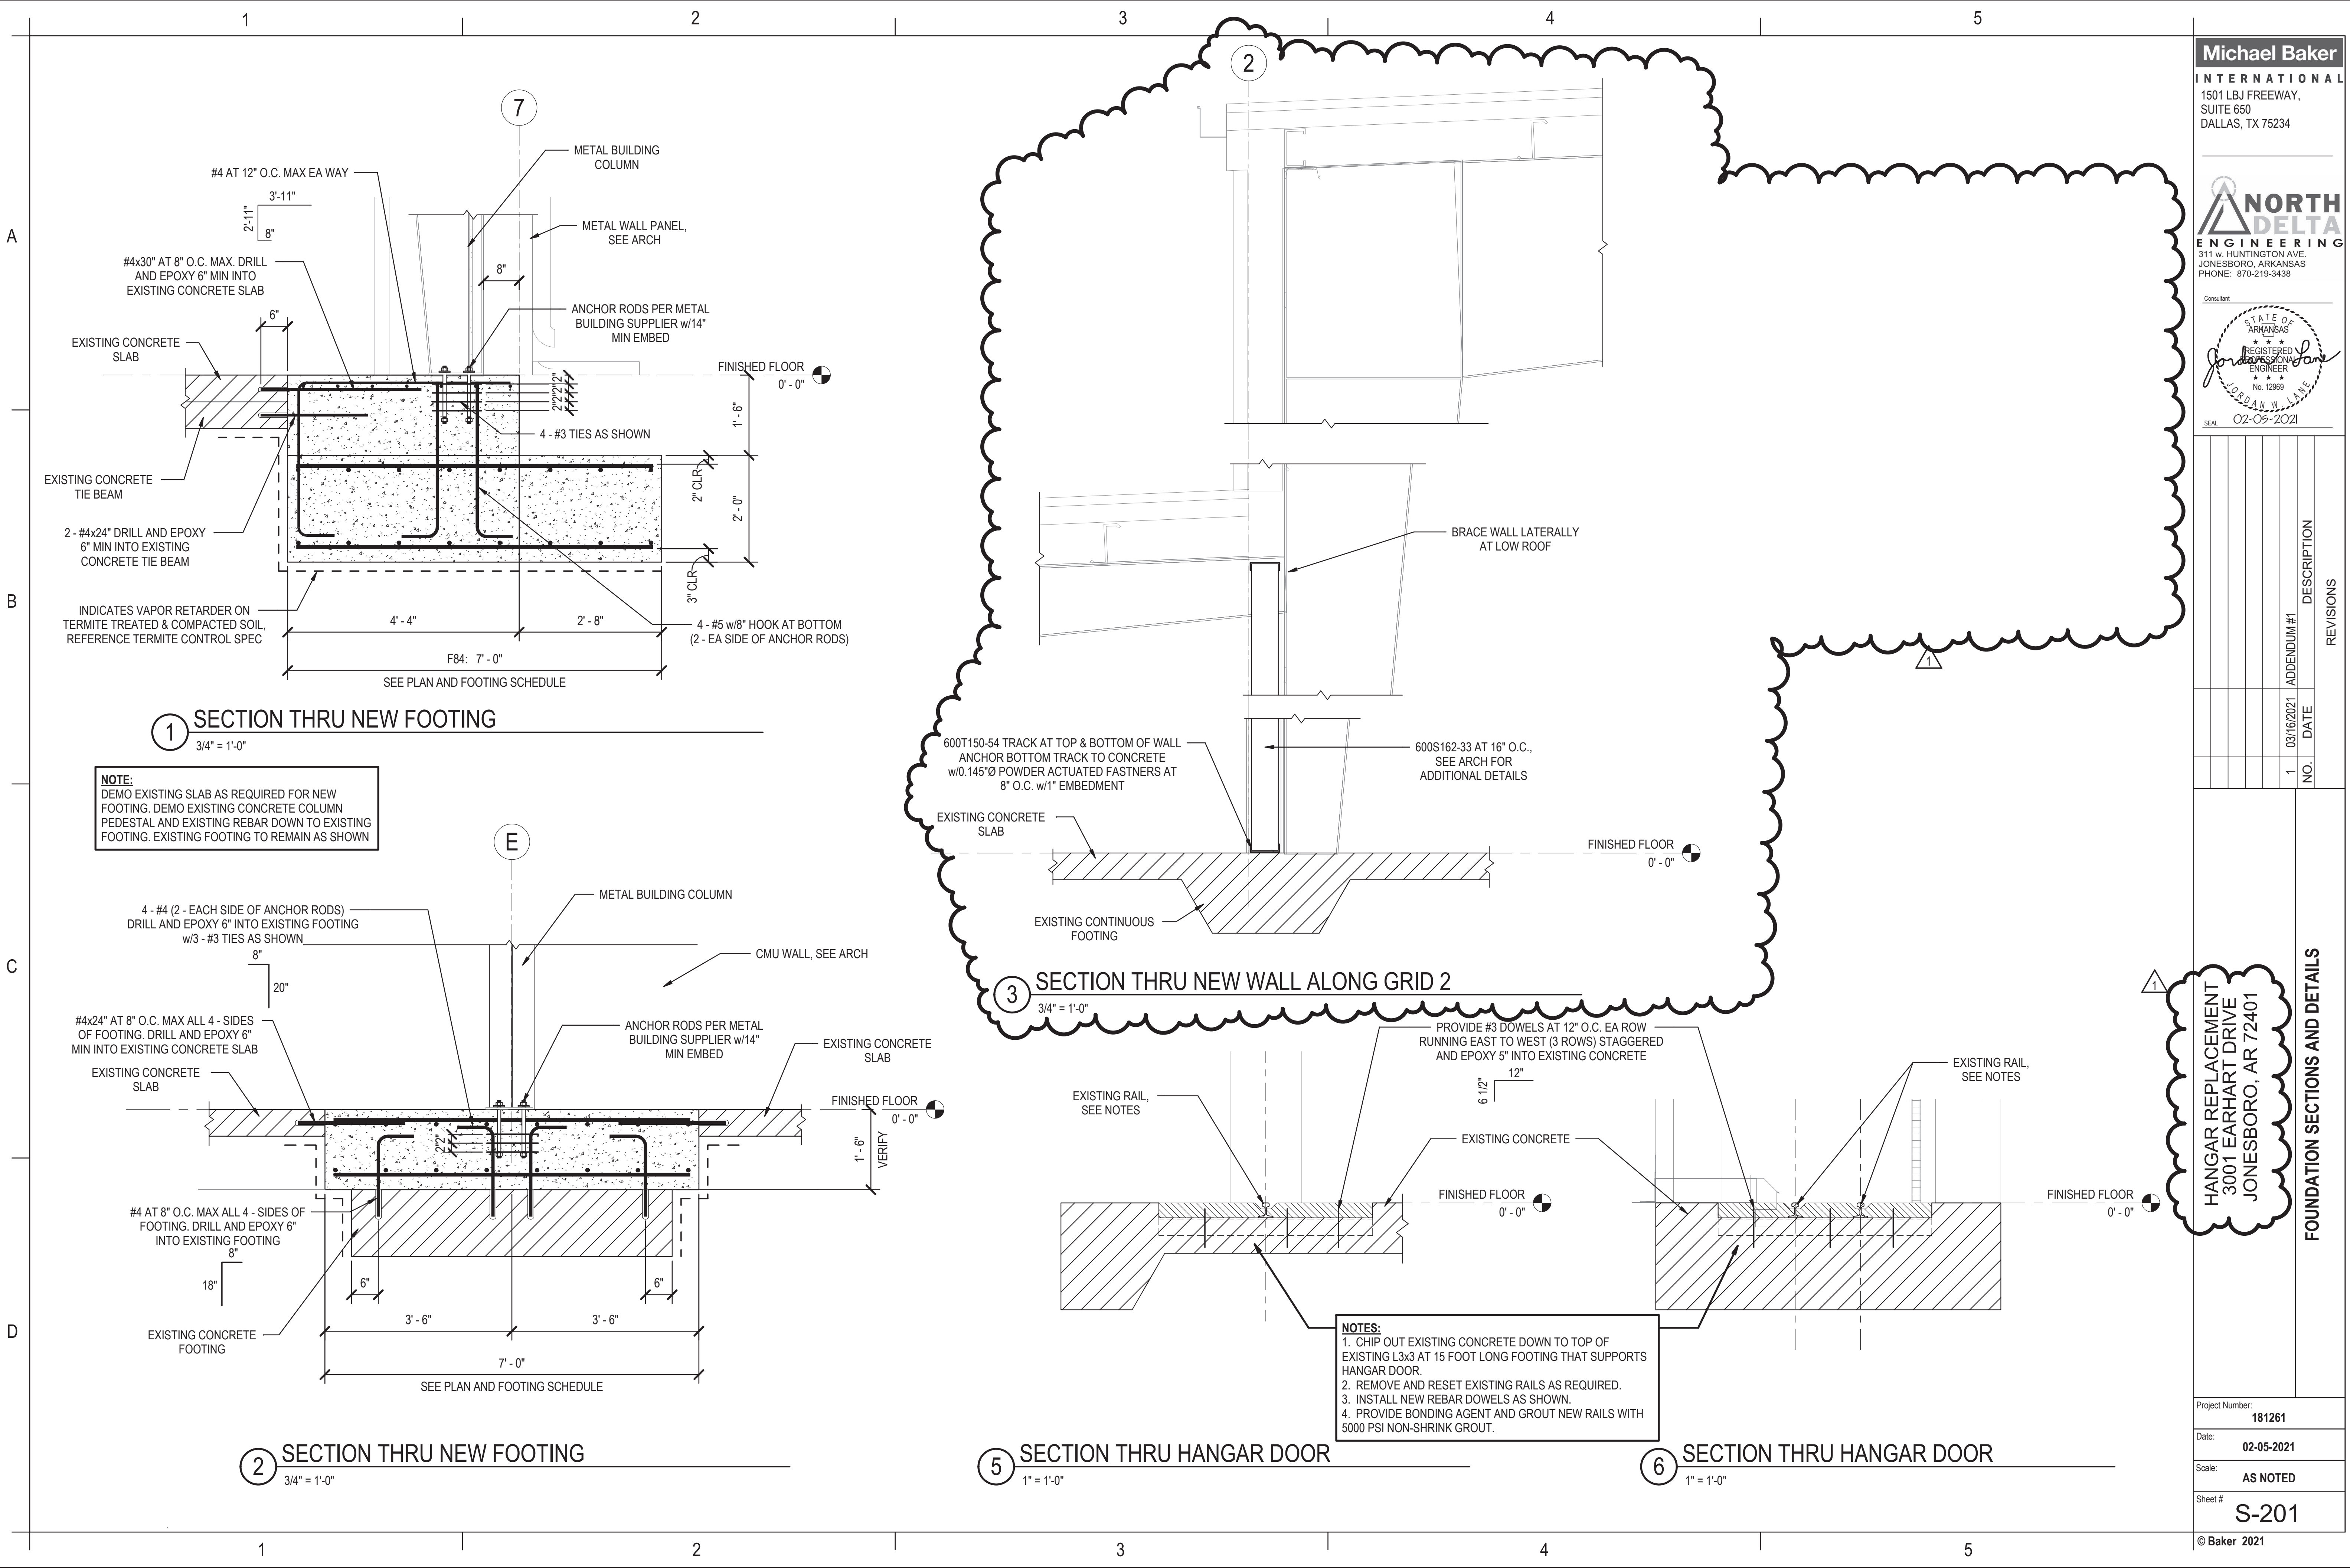 1
2
3
4
5
A
B
C
D
7
METAL BUILDING
COLUMN
#4 AT 12" O.C. MAX EA WAY
3'-11"
2'-11"
8"
METAL WALL PANEL,
SEE ARCH
#4x30" AT 8" O.C. MAX. DRILL
AND EPOXY 6" MIN INTO
EXISTING CONCRETE SLAB
8"
6"
ANCHOR RODS PER METAL
BUILDING SUPPLIER w/14"
MIN EMBED
EXISTING CONCRETE
SLAB
FINISHED FLOOR
0' - 0"
2"
2"
2"
2"
1' - 6"
4 - #3 TIES AS SHOWN
EXISTING CONCRETE
TIE BEAM
2" CLR
2' - 0"
2 - #4x24" DRILL AND EPOXY
6" MIN INTO EXISTING
CONCRETE TIE BEAM
3" CLR
INDICATES VAPOR RETARDER ON
TERMITE TREATED & COMPACTED SOIL,
REFERENCE TERMITE CONTROL SPEC
4' - 4"
2' - 8"
4 - #5 w/8" HOOK AT BOTTOM
(2 - EA SIDE OF ANCHOR RODS)
F84: 7' - 0"
SEE PLAN AND FOOTING SCHEDULE
1
SECTION THRU NEW FOOTING
3/4" = 1'-0"
NOTE:
DEMO EXISTING SLAB AS REQUIRED FOR NEW
FOOTING. DEMO EXISTING CONCRETE COLUMN
PEDESTAL AND EXISTING REBAR DOWN TO EXISTING
FOOTING. EXISTING FOOTING TO REMAIN AS SHOWN
E
METAL BUILDING COLUMN
4 - #4 (2 - EACH SIDE OF ANCHOR RODS)
DRILL AND EPOXY 6" INTO EXISTING FOOTING
w/3 - #3 TIES AS SHOWN
8"
20"
CMU WALL, SEE ARCH
#4x24" AT 8" O.C. MAX ALL 4 - SIDES
OF FOOTING. DRILL AND EPOXY 6"
MIN INTO EXISTING CONCRETE SLAB
ANCHOR RODS PER METAL
BUILDING SUPPLIER w/14"
MIN EMBED
EXISTING CONCRETE
SLAB
EXISTING CONCRETE
SLAB
FINISHED FLOOR
0' - 0"
2"
2"
1' - 6"
VERIFY
#4 AT 8" O.C. MAX ALL 4 - SIDES OF
FOOTING. DRILL AND EPOXY 6"
INTO EXISTING FOOTING
8"
18"
6"
6"
EXISTING CONCRETE
FOOTING
3' - 6"
3' - 6"
7' - 0"
SEE PLAN AND FOOTING SCHEDULE
2
SECTION THRU NEW FOOTING
3/4" = 1'-0"
2
BRACE WALL LATERALLY
AT LOW ROOF
600T150-54 TRACK AT TOP & BOTTOM OF WALL
ANCHOR BOTTOM TRACK TO CONCRETE
w/0.145"Ø POWDER ACTUATED FASTNERS AT
8" O.C. w/1" EMBEDMENT
600S162-33 AT 16" O.C.,
SEE ARCH FOR
ADDITIONAL DETAILS
EXISTING CONCRETE
SLAB
FINISHED FLOOR
0' - 0"
EXISTING CONTINUOUS
FOOTING
3
SECTION THRU NEW WALL ALONG GRID 2
3/4" = 1'-0"
1
PROVIDE #3 DOWELS AT 12" O.C. EA ROW
RUNNING EAST TO WEST (3 ROWS) STAGGERED
AND EPOXY 5" INTO EXISTING CONCRETE
12"
6 1/2"
EXISTING RAIL,
SEE NOTES
EXISTING RAIL,
SEE NOTES
EXISTING CONCRETE
FINISHED FLOOR
0' - 0"
FINISHED FLOOR
0' - 0"
NOTES:
1. CHIP OUT EXISTING CONCRETE DOWN TO TOP OF
EXISTING L3x3 AT 15 FOOT LONG FOOTING THAT SUPPORTS
HANGAR DOOR.
2. REMOVE AND RESET EXISTING RAILS AS REQUIRED.
3. INSTALL NEW REBAR DOWELS AS SHOWN.
4. PROVIDE BONDING AGENT AND GROUT NEW RAILS WITH
5000 PSI NON-SHRINK GROUT.
5
SECTION THRU HANGAR DOOR
1" = 1'-0"
6
SECTION THRU HANGAR DOOR
1" = 1'-0"
Michael Baker
INTERNATIONAL
1501 LBJ FREEWAY,
SUITE 650
DALLAS, TX 75234
NORTH
DELTA
ENGINEERING
311 w. HUNTINGTON AVE.
JONESBORO, ARKANSAS
PHONE: 870-219-3438
Consultant
STATE OF
ARKANSAS
REGISTERED
PROFESSIONAL
ENGINEER
No. 12969
JORDAN W. LANE
Jordan Lane
SEAL
02-05-2021
REVISIONS
NO. DATE DESCRIPTION
1 03/16/2021 ADDENDUM #1
1
HANGAR REPLACEMENT
3001 EARHART DRIVE
JONESBORO, AR 72401
FOUNDATION SECTIONS AND DETAILS
Project Number:
181261
Date:
02-05-2021
Scale:
AS NOTED
Sheet #
S-201
© Baker 2021
1
2
3
4
5